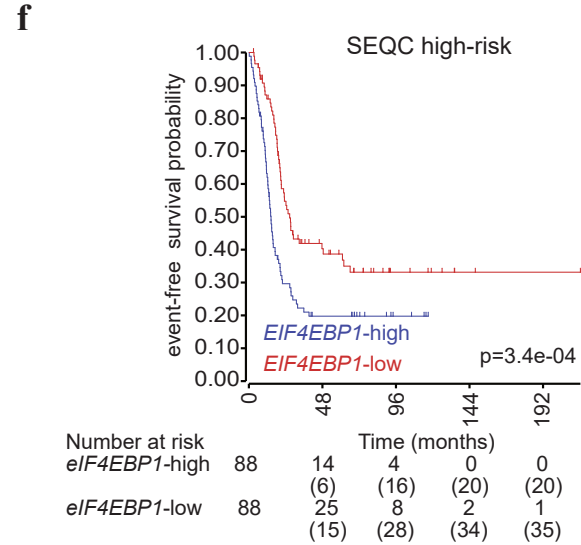 f
SEQC high-risk
event-free survival probability
1.00
0.90
0.80
0.70
0.60
0.50
0.40
0.30
0.20
0.10
0.00
EIF4EBP1-high
EIF4EBP1-low
p=3.4e-04
0 48 96 144 192
Number at risk Time (months)
eIF4EBP1-high 88 14 4 0 0
(6) (16) (20) (20)
eIF4EBP1-low 88 25 8 2 1
(15) (28) (34) (35)